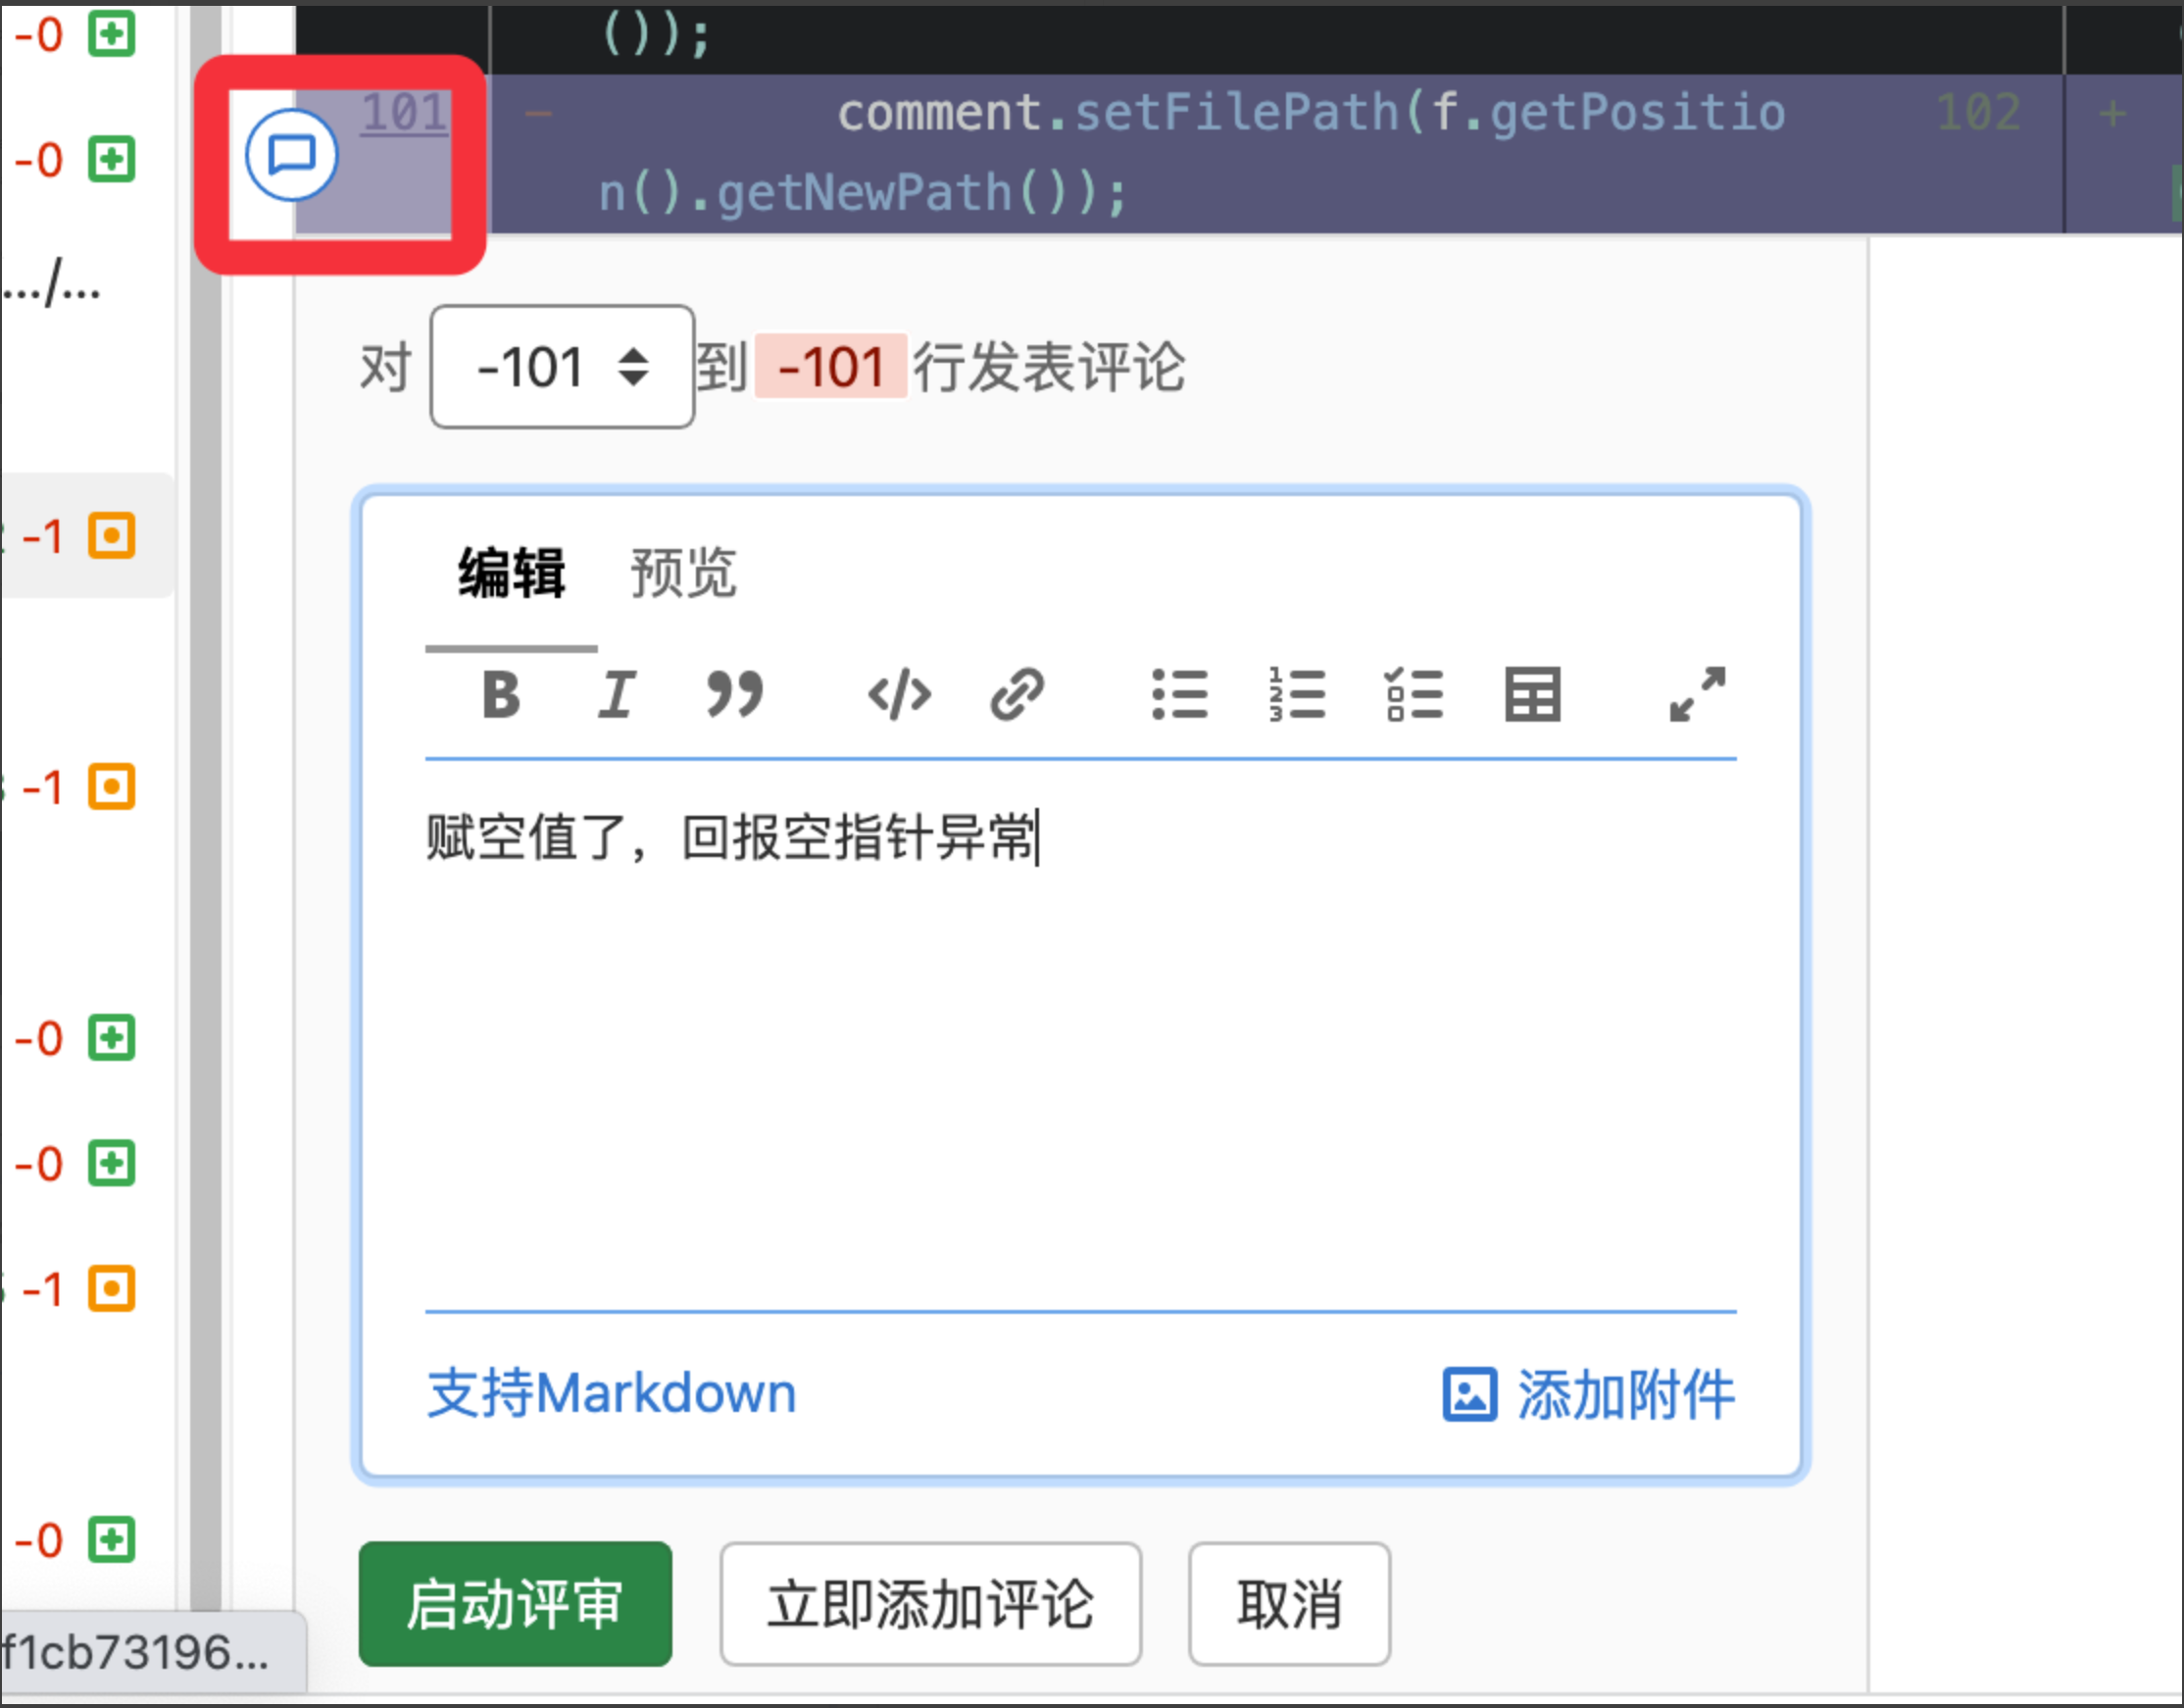 -0
());
101 - comment.setFilePath(f.getPositio 102 +
n().getNewPath());
-0
.../...
对 -101 到 -101 行发表评论
-1
编辑 预览
B I
赋空值了，回报空指针异常
-1
-0
-0
-1
支持Markdown 添加附件
-0
启动评审 立即添加评论 取消
f1cb73196...